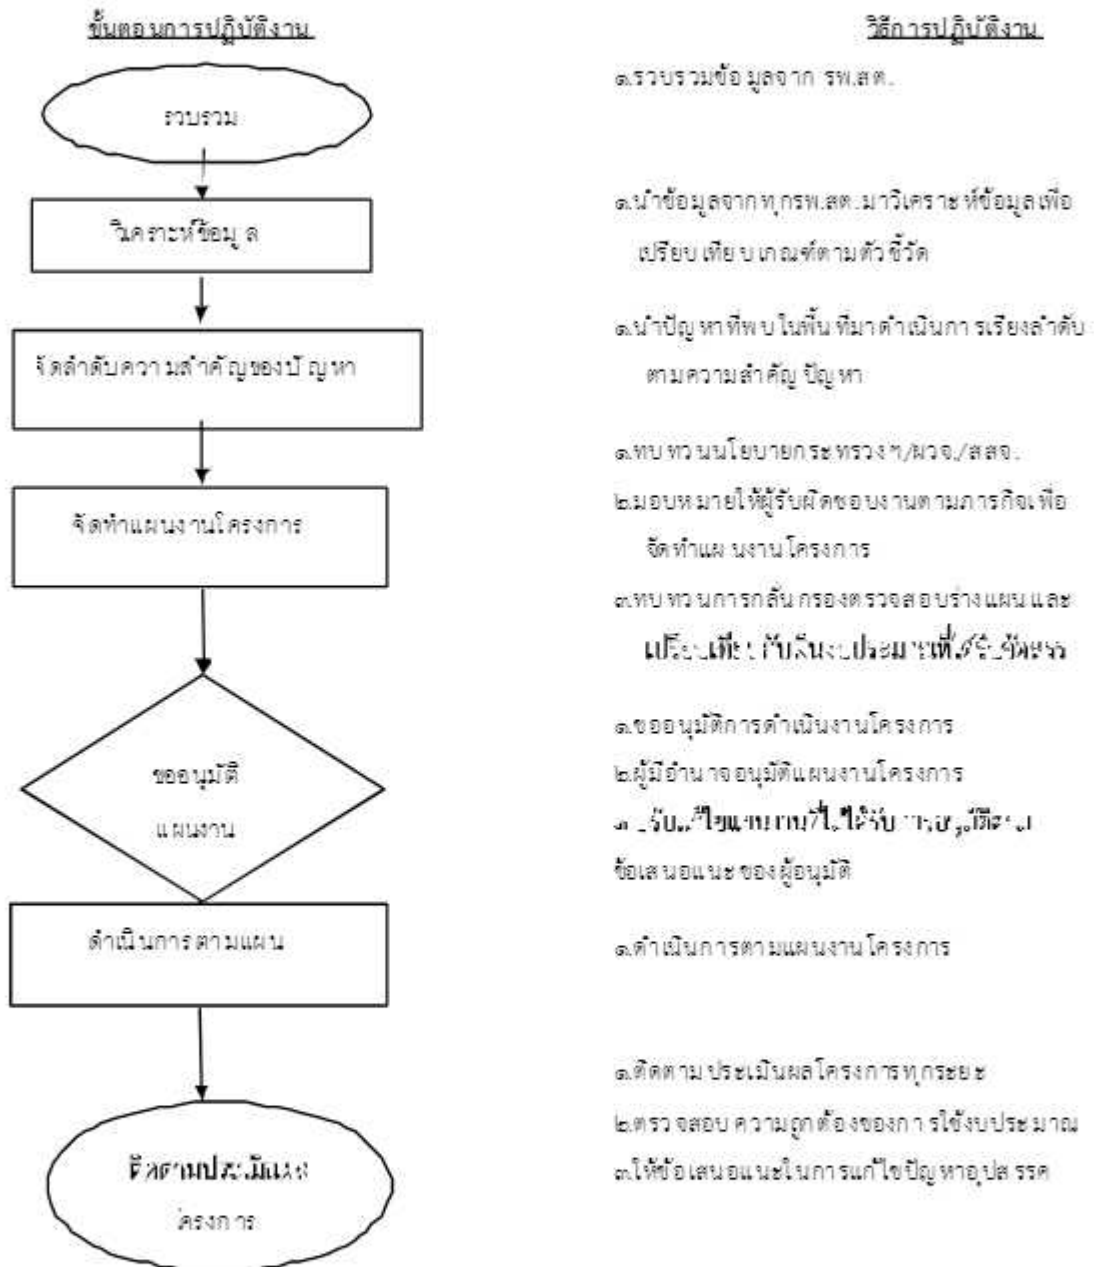 ขั้นตอนการปฏิบัติงาน
วิธีการปฏิบัติงาน
รวบรวม
๑.รวบรวมข้อมูลจาก รพ.สต.
วิเคราะห์ข้อมูล
๑.นำข้อมูลจากทุกรพ.สต.มาวิเคราะห์ข้อมูลเพื่อ
เปรียบเทียบเกณฑ์ตามตัวชี้วัด
จัดลำดับความสำคัญของปัญหา
๑.นำปัญหาที่พบในพื้นที่มาดำเนินการเรียงลำดับ
ตามความสำคัญปัญหา
จัดทำแผนงานโครงการ
๑.ทบทวนนโยบายกระทรวงฯ/ผวจ./สสจ.
๒.มอบหมายให้ผู้รับผิดชอบงานตามภารกิจเพื่อ
จัดทำแผนงานโครงการ
๓.ทบทวนการกลั่นกรองตรวจสอบร่างแผนและ
เปรียบเทียบกับ
ขออนุมัติ
แผนงาน
๑.ขออนุมัติการดำเนินงานโครงการ
๒.ผู้มีอำนาจอนุมัติแผนงานโครงการ
ข้อเสนอแนะของผู้อนุมัติ
ดำเนินการตามแผน
๑.ดำเนินการตามแผนงานโครงการ
ติดตามประเมินผล
โครงการ
๑.ติดตามประเมินผลโครงการทุกระยะ
๒.ตรวจสอบความถูกต้องของการใช้งบประมาณ
๓.ให้ข้อเสนอแนะในการแก้ไขปัญหาอุปสรรค